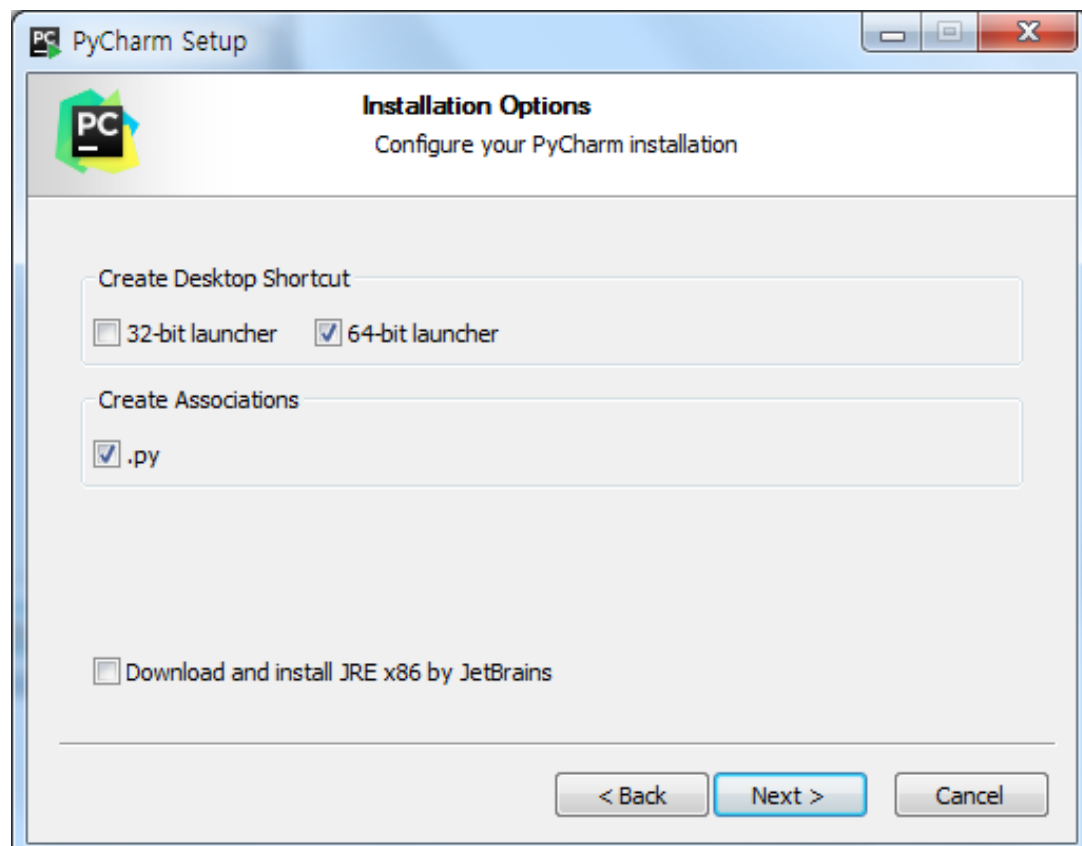 PC PyCharm Setup
PC
Installation Options
Configure your PyCharm installation
Create Desktop Shortcut
32-bit launcher 64-bit launcher
Create Associations
.py
Download and install JRE x86 by JetBrains
< Back Next > Cancel